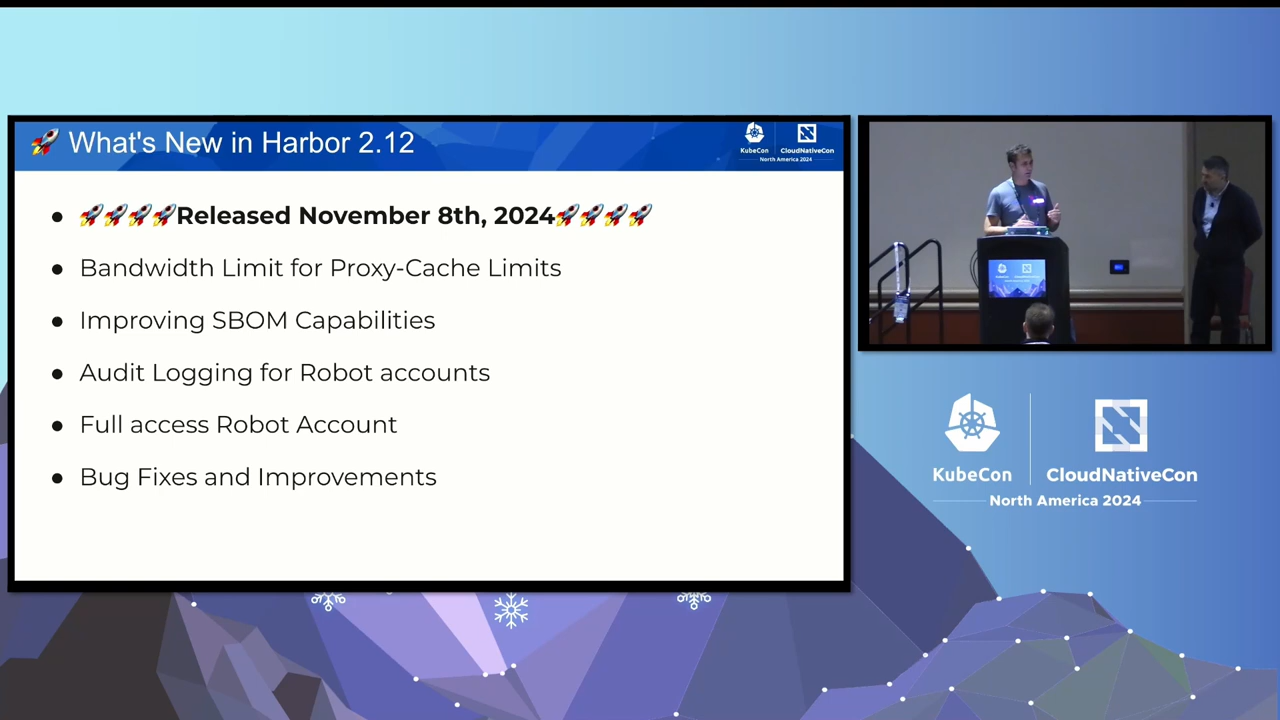 🚀 What's New in Harbor 2.12
KubeCon
CloudNativeCon
North America 2024
● 🚀🚀🚀🚀Released November 8th, 2024🚀🚀🚀🚀
● Bandwidth Limit for Proxy-Cache Limits
● Improving SBOM Capabilities
● Audit Logging for Robot accounts
● Full access Robot Account
● Bug Fixes and Improvements
KubeCon
CloudNativeCon
North America 2024